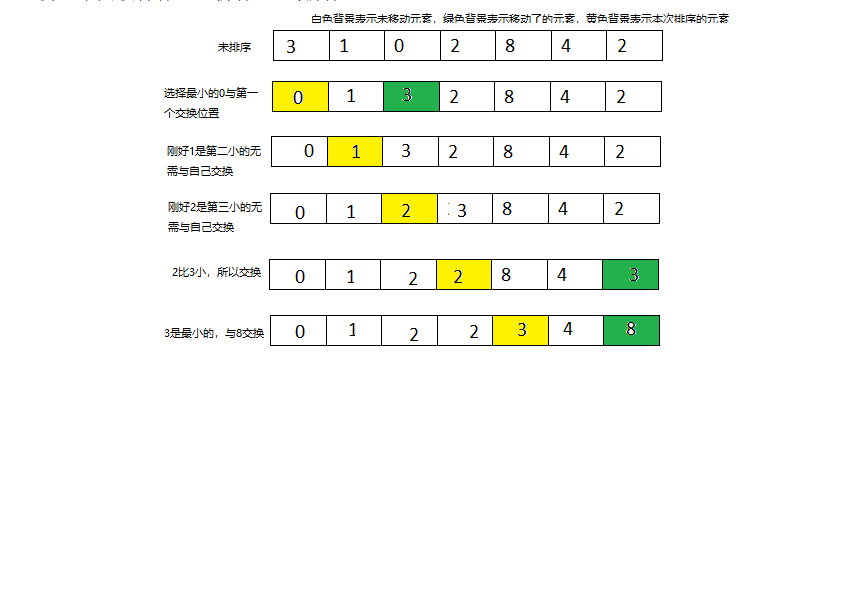 白色背景表示未移动元素，绿色背景表示移动了的元素，黄色背景表示本次排序的元素
未排序 3 1 0 2 8 4 2
选择最小的0与第一
个交换位置
0 1 3 2 8 4 2
刚好1是第二小的无
需与自己交换
0 1 3 2 8 4 2
刚好2是第三小的无
需与自己交换
0 1 2 3 8 4 2
2比3小，所以交换 0 1 2 2 8 4 3
3是最小的，与8交换 0 1 2 2 3 4 8